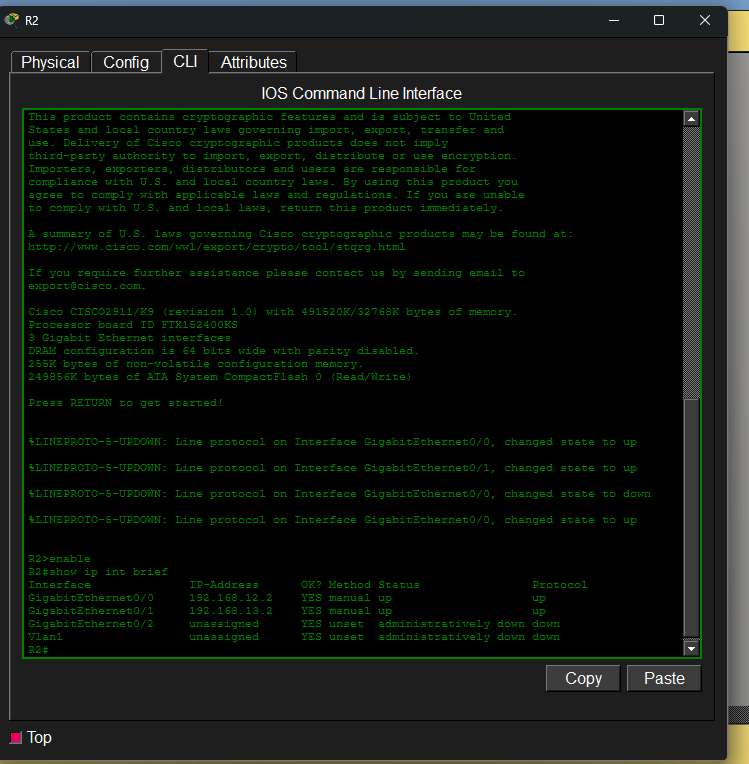 R2
Physical Config CLI Attributes
IOS Command Line Interface
This product contains cryptographic features and is subject to United
States and local country laws governing import, export, transfer and
use. Delivery of Cisco cryptographic products does not imply
third-party authority to import, export, distribute or use encryption.
Importers, exporters, distributors and users are responsible for
compliance with U.S. and local country laws. By using this product you
agree to comply with applicable laws and regulations. If you are unable
to comply with U.S. and local laws, return this product immediately.
A summary of U.S. laws governing Cisco cryptographic products may be found at:
http://www.cisco.com/wwl/export/crypto/tool/stqrg.html
If you require further assistance please contact us by sending email to
export@cisco.com.
Cisco CISCO2911/K9 (revision 1.0) with 491520K/32768K bytes of memory.
Processor board ID FTX152400KS
3 Gigabit Ethernet interfaces
DRAM configuration is 64 bits wide with parity disabled.
255K bytes of non-volatile configuration memory.
249856K bytes of ATA System CompactFlash 0 (Read/Write)
Press RETURN to get started!
%LINEPROTO-5-UPDOWN: Line protocol on Interface GigabitEthernet0/0, changed state to up
%LINEPROTO-5-UPDOWN: Line protocol on Interface GigabitEthernet0/1, changed state to up
%LINEPROTO-5-UPDOWN: Line protocol on Interface GigabitEthernet0/0, changed state to down
%LINEPROTO-5-UPDOWN: Line protocol on Interface GigabitEthernet0/0, changed state to up
R2>enable
R2#show ip int brief
Interface IP-Address OK? Method Status Protocol
GigabitEthernet0/0 192.168.12.2 YES manual up up
GigabitEthernet0/1 192.168.13.2 YES manual up up
GigabitEthernet0/2 unassigned YES unset administratively down down
Vlan1 unassigned YES unset administratively down down
R2#
Copy Paste
Top